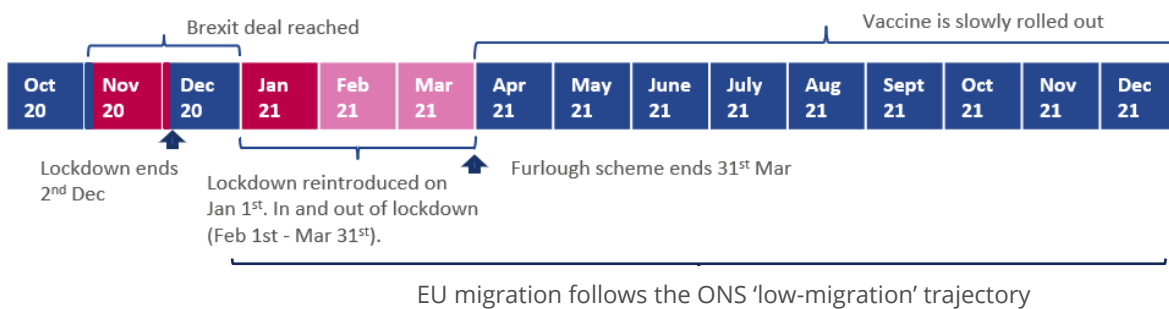 Brexit deal reached
Vaccine is slowly rolled out
Oct Nov Dec Jan Feb Mar Apr May June July Aug Sept Oct Nov Dec
20 20 20 21 21 21 21 21 21 21 21 21 21 21 21
Lockdown ends
2nd Dec
Lockdown reintroduced on
Jan 1st. In and out of lockdown
(Feb 1st - Mar 31st).
Furlough scheme ends 31st Mar
EU migration follows the ONS ‘low-migration’ trajectory